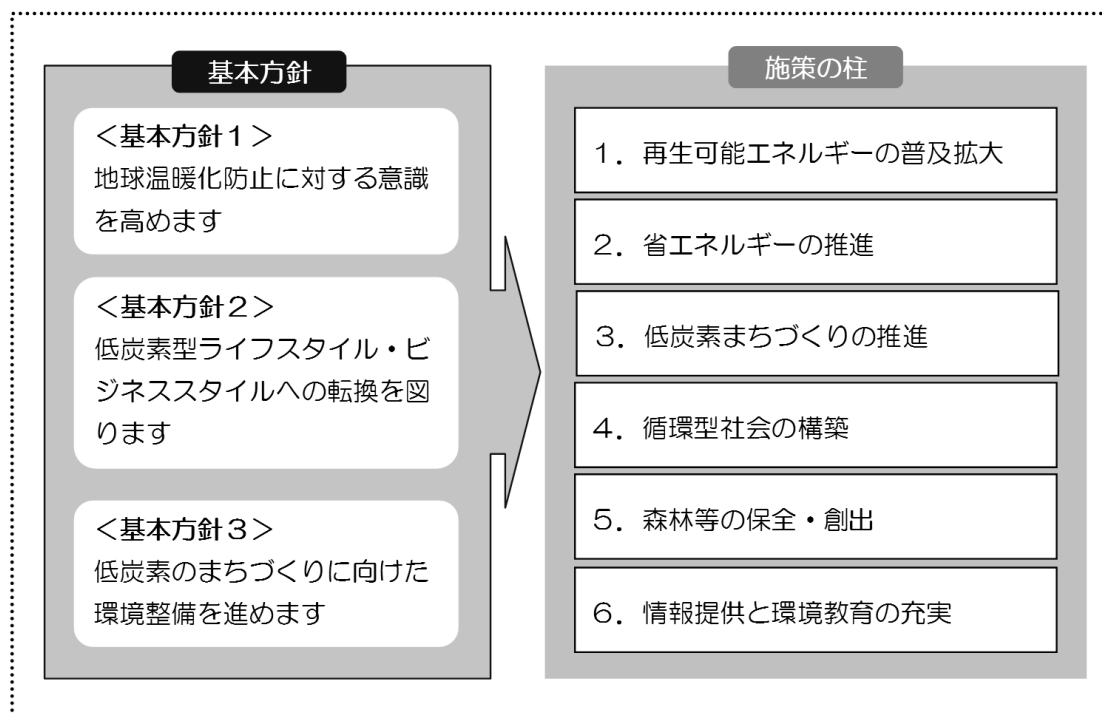 基本方針
＜基本方針１＞
地球温暖化防止に対する意識
を高めます
＜基本方針２＞
低炭素型ライフスタイル・ビ
ジネススタイルへの転換を図
ります
＜基本方針３＞
低炭素のまちづくりに向けた
環境整備を進めます
施策の柱
１．再生可能エネルギーの普及拡大
２．省エネルギーの推進
３．低炭素まちづくりの推進
４．循環型社会の構築
５．森林等の保全・創出
６．情報提供と環境教育の充実